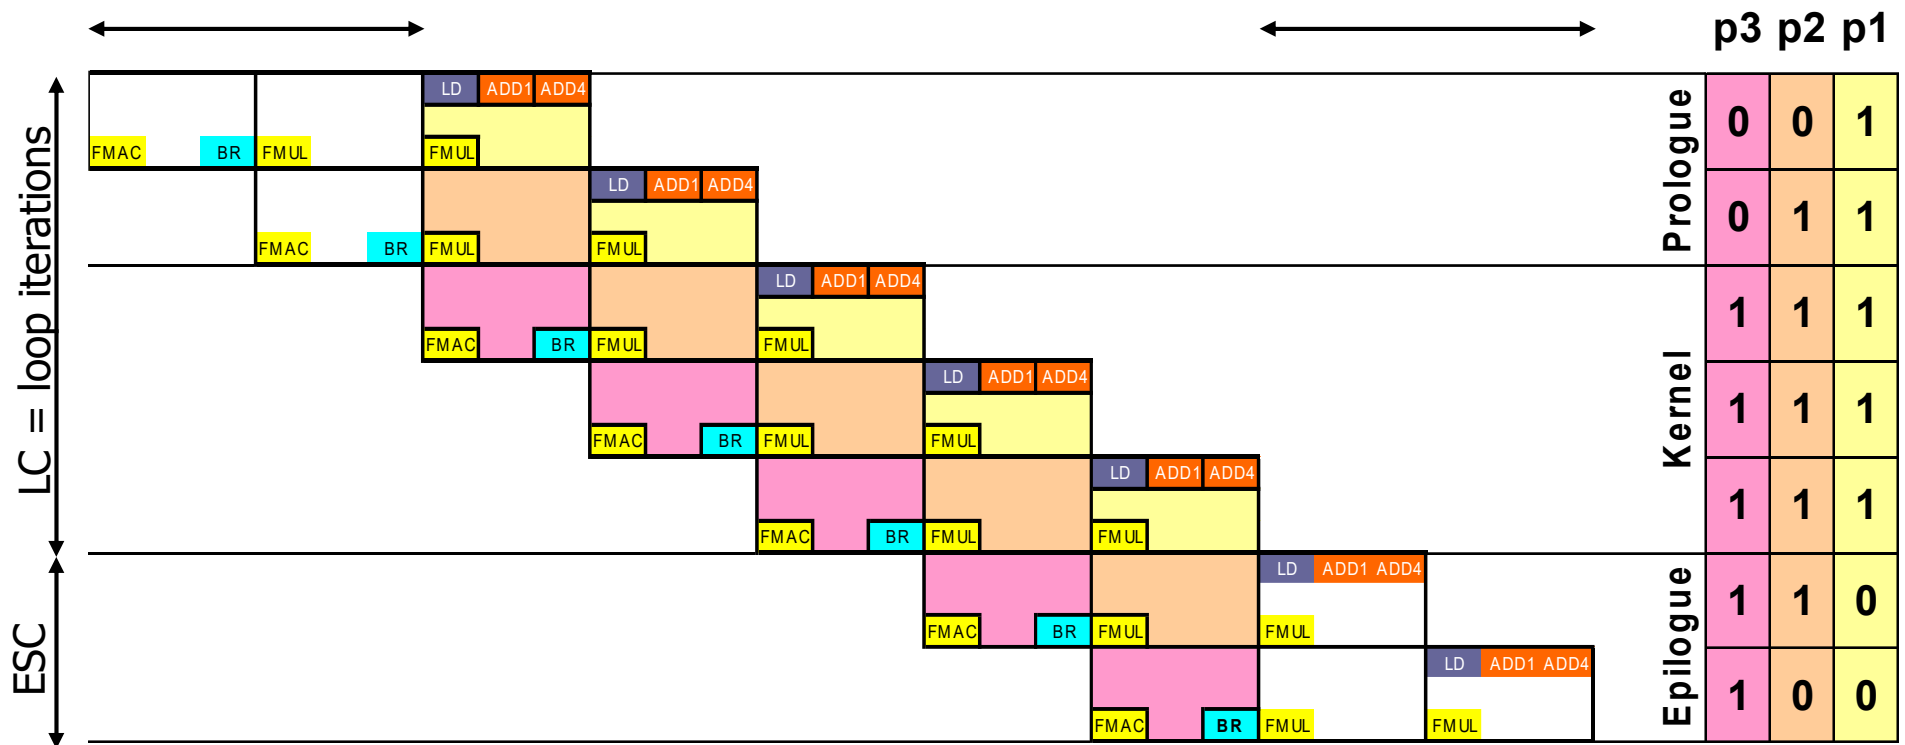 p3 p2 p1
LD ADD1 ADD4
FMAC BR FMUL FMUL
0 0 1
LD ADD1 ADD4
FMAC BR FMUL FMUL
0 1 1
Prologue
LD ADD1 ADD4
FMAC BR FMUL FMUL
1 1 1
LD ADD1 ADD4
FMAC BR FMUL FMUL
1 1 1
LD ADD1 ADD4
FMAC BR FMUL FMUL
1 1 1
Kernel
LC = loop iterations
LD ADD1 ADD4
FMAC BR FMUL FMUL
1 1 0
LD ADD1 ADD4
FMAC BR FMUL FMUL
1 0 0
Epilogue
ESC